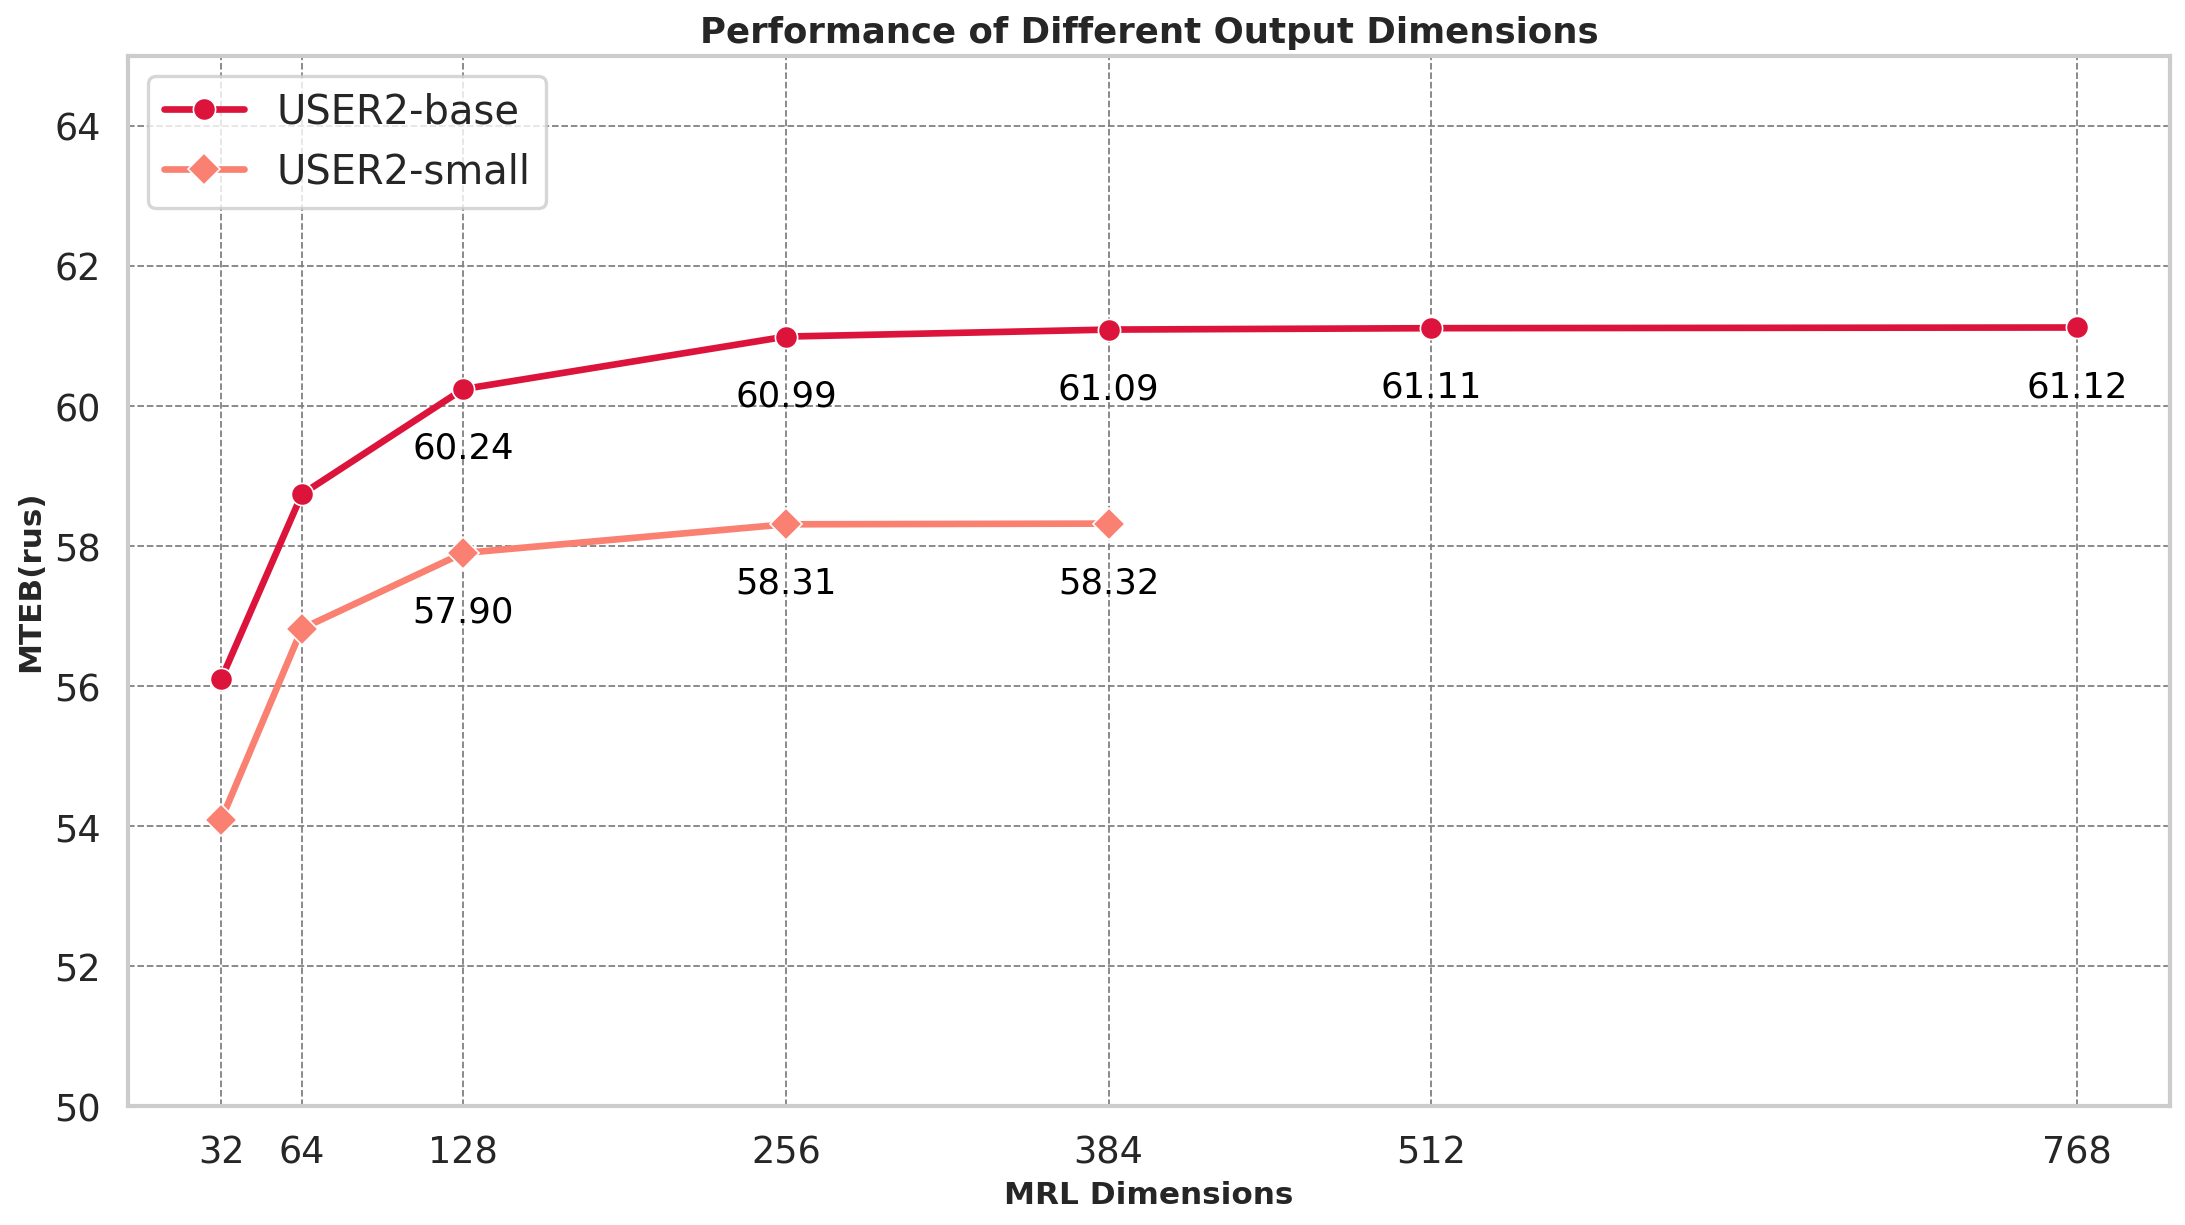 Performance of Different Output Dimensions
USER2-base
USER2-small
64
62
60
58
56
54
52
50
MTEB(rus)
60.24
60.99
61.09
61.11
61.12
57.90
58.31
58.32
32 64 128 256 384 512 768
MRL Dimensions